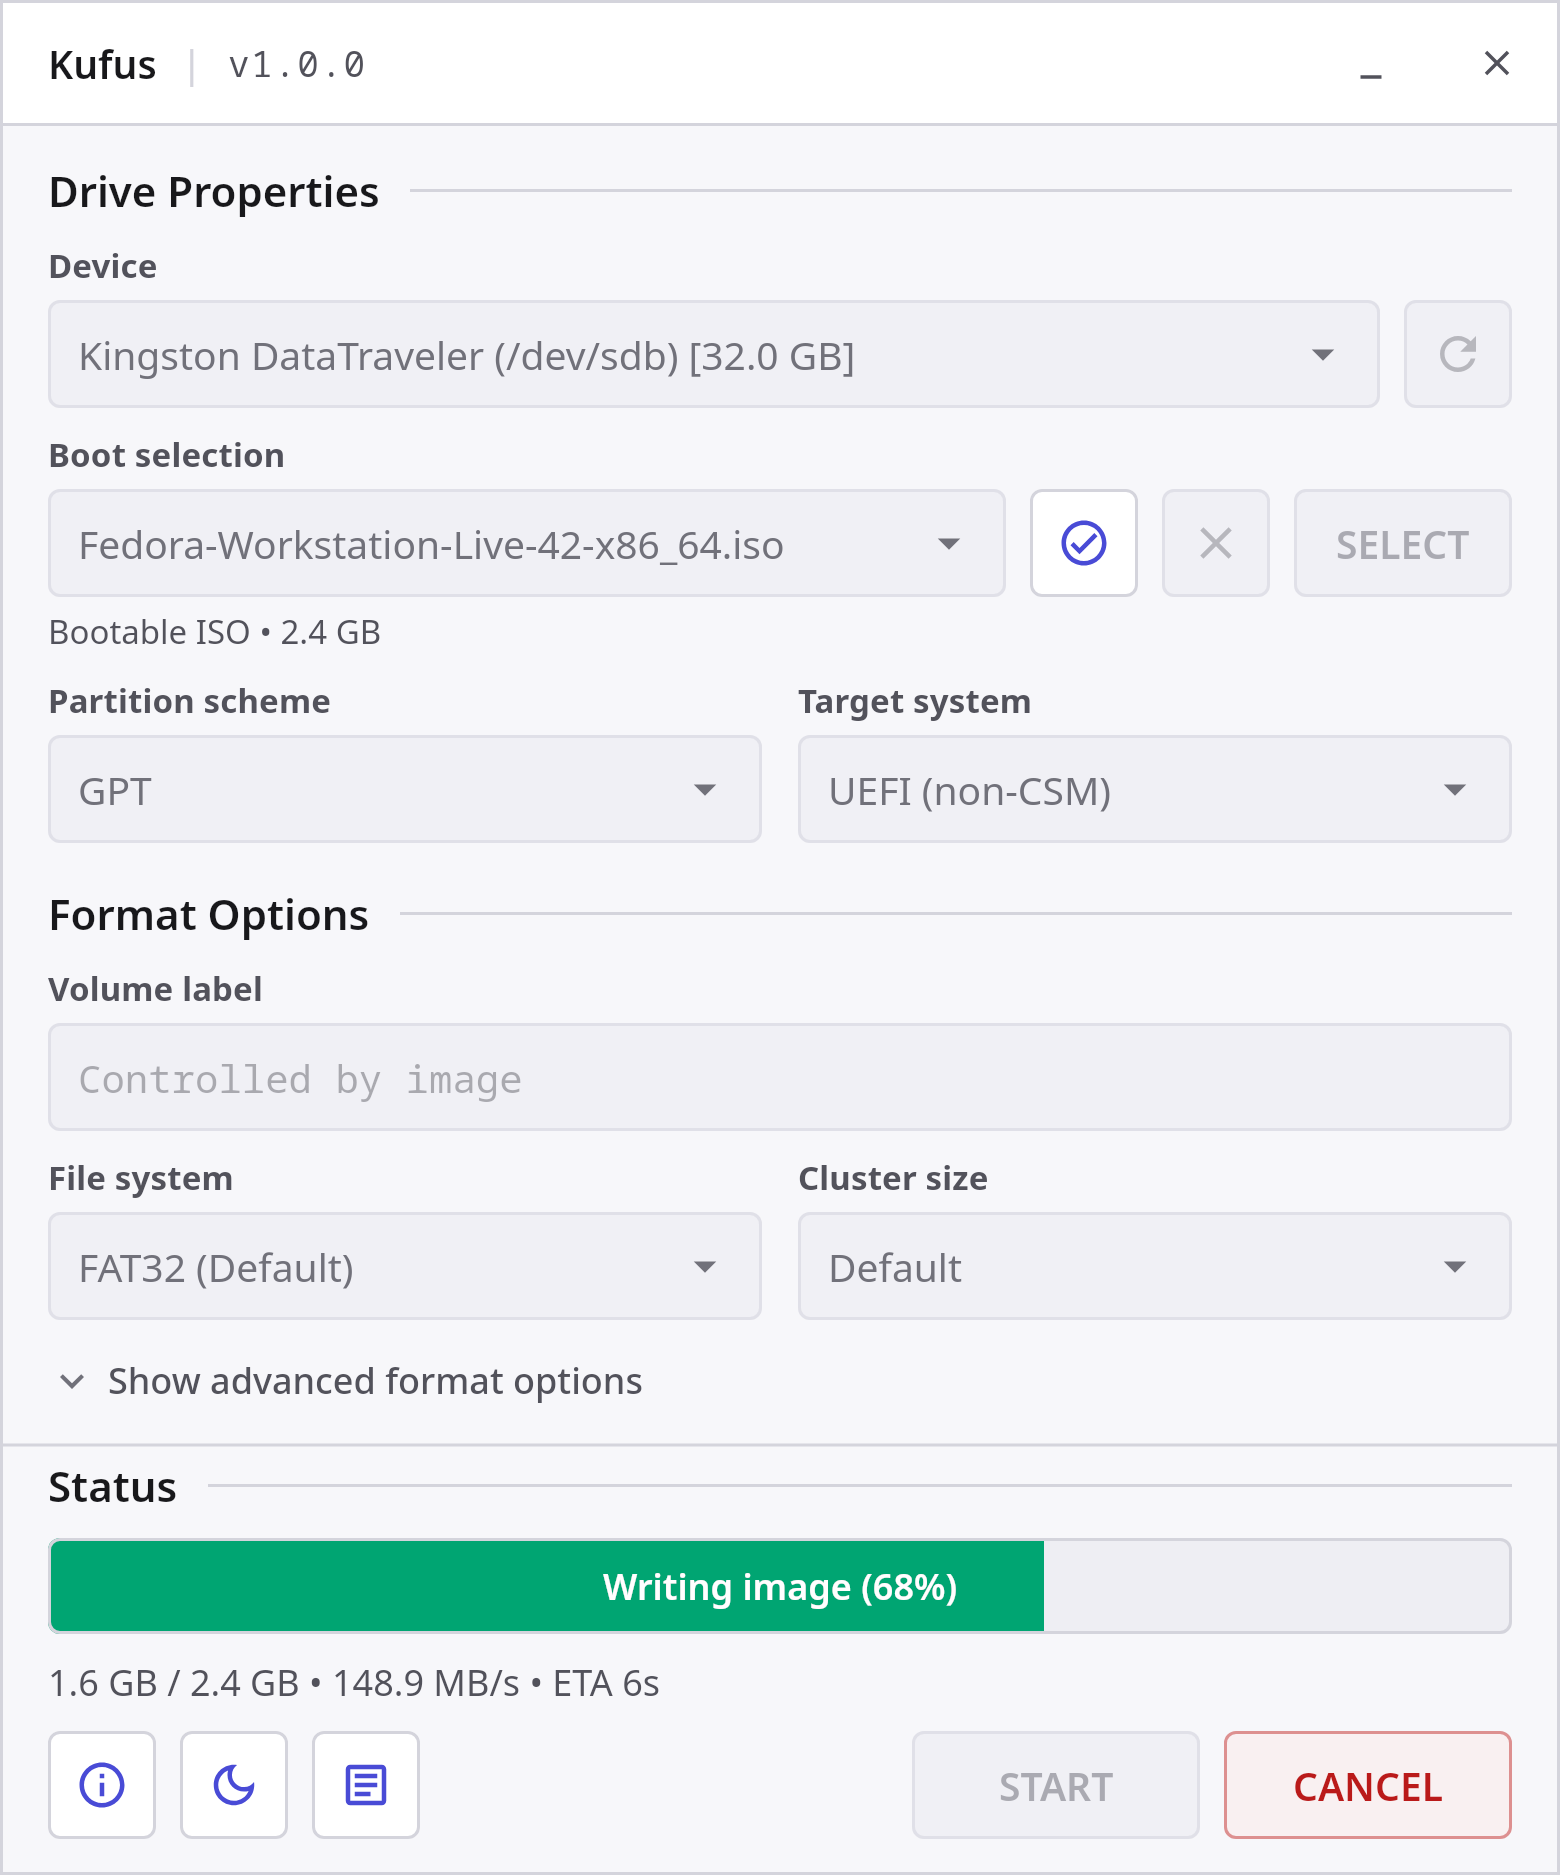 Kufus | v1.0.0
Drive Properties
Device
Kingston DataTraveler (/dev/sdb) [32.0 GB]
Boot selection
Fedora-Workstation-Live-42-x86_64.iso
SELECT
Bootable ISO • 2.4 GB
Partition scheme
Target system
GPT
UEFI (non-CSM)
Format Options
Volume label
Controlled by image
File system
Cluster size
FAT32 (Default)
Default
Show advanced format options
Status
Writing image (68%)
1.6 GB / 2.4 GB • 148.9 MB/s • ETA 6s
START
CANCEL